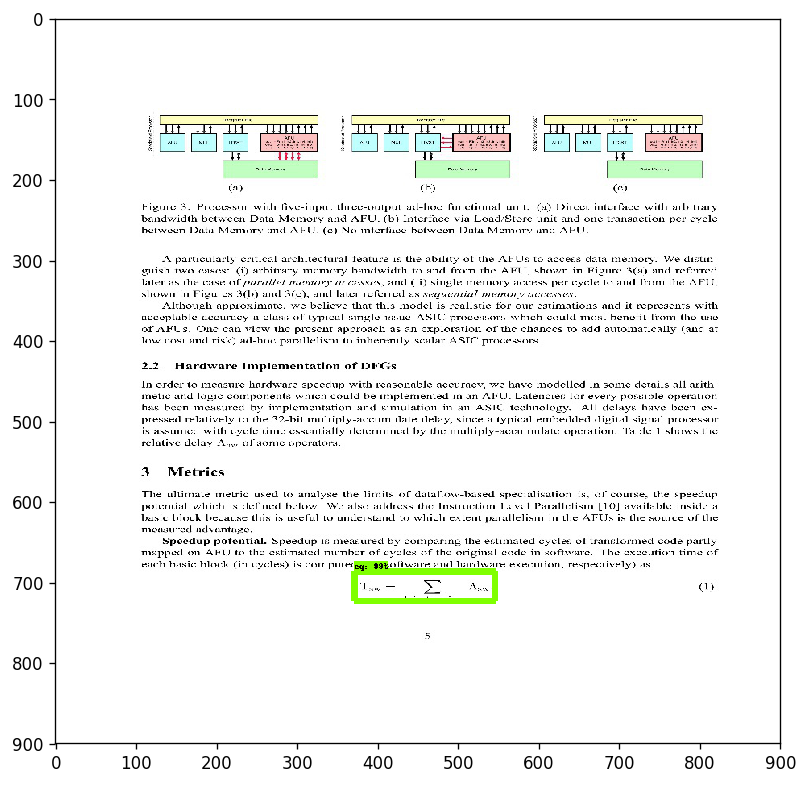 0
100
200
300
400
500
600
700
800
900
0 100 200 300 400 500 600 700 800 900
AFU
AFU
AFU
(a) (b) (c)
Figure 3. Processor with five-input, three-output ad-hoc functional unit. (a) Direct interface with arbitrary
bandwidth between Data Memory and AFU. (b) Interface via Load/Store unit and one transaction per cycle
between Data Memory and AFU. (c) No interface between Data Memory and AFU.
A particularly critical architectural feature is the ability of the AFUs to access data memory. We distin-
guish two cases: (i) arbitrary memory bandwidth to and from the AFU, shown in Figure 3(a) and referred
later as the case of parallel memory accesses, and (ii) single memory access per cycle to and from the AFU,
shown in Figures 3(b) and 3(c), and later referred as sequential memory accesses.
Although approximate, we believe that this model is realistic for our estimations and it represents with
acceptable accuracy a class of typical single-issue ASIC processors which could most benefit from the use
of AFUs. One can view the present approach as an exploration of the chances to add automatically (and at
low cost and risk) ad-hoc parallelism to inherently scalar ASIC processors.
2.2 Hardware Implementation of DFGs
In order to measure hardware speedup with reasonable accuracy, we have modelled in some details all arith-
metic and logic components which could be implemented in an AFU. Latencies for every possible operation
has been measured by implementation and simulation in an ASIC technology. All delays have been ex-
pressed relatively to the 32-bit multiply-accumulate delay, since a typical embedded digital signal processor
is assumed with cycle time essentially determined by the multiply-accumulate operation. Table 1 shows the
relative delay of some operators.
3 Metrics
The ultimate metric used to analyse the limits of dataflow-based specialisation is, of course, the speedup
potential which is defined below. We also address the Instruction Level Parallelism [10] available inside a
basic block because this is useful to understand to which extent parallelism in the AFUs is the source of the
measured advantage.
Speedup potential. Speedup is measured by comparing the estimated cycles of transformed code partly
mapped on AFU to the estimated number of cycles of the original code in software. The execution time of
each basic block (in cycles) is computed software and hardware execution, respectively) as
eq: 99%
= ∑ (1)
5